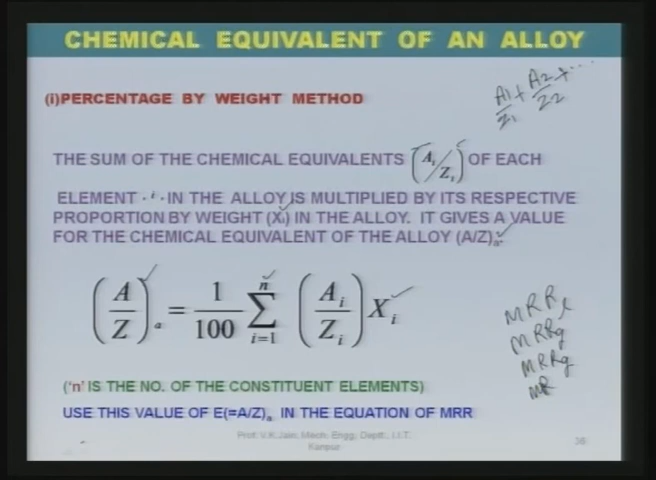 CHEMICAL EQUIVALENT OF AN ALLOY
A1/Z1 + A2/Z2 + ...
(i)PERCENTAGE BY WEIGHT METHOD
THE SUM OF THE CHEMICAL EQUIVALENTS (Ai/Zi) OF EACH
ELEMENT 'i' IN THE ALLOY IS MULTIPLIED BY ITS RESPECTIVE
PROPORTION BY WEIGHT (Xi) IN THE ALLOY. IT GIVES A VALUE
FOR THE CHEMICAL EQUIVALENT OF THE ALLOY (A/Z)a.
(A/Z)a = 1/100 ∑ i=1 n (Ai/Zi) Xi
MRRl
MRRg
MRRg
MR
('n' IS THE NO. OF THE CONSTITUENT ELEMENTS)
USE THIS VALUE OF E(=A/Z)a IN THE EQUATION OF MRR
Prof. V.K.Jain, Mech. Engg. Deptt., I.I.T.
Kanpur
36